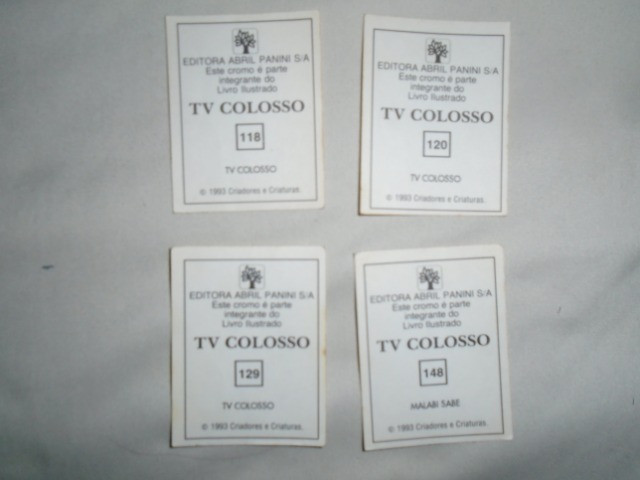 EDITORA ABRIL PANINI S/A
Este cromo é parte
integrante do
Livro Ilustrado
TV COLOSSO
118
TV COLOSSO
© 1993 Criadores e Criaturas.
EDITORA ABRIL PANINI S/A
Este cromo é parte
integrante do
Livro Ilustrado
TV COLOSSO
120
TV COLOSSO
© 1993 Criadores e Criaturas.
EDITORA ABRIL PANINI S/A
Este cromo é parte
integrante do
Livro Ilustrado
TV COLOSSO
129
TV COLOSSO
© 1993 Criadores e Criaturas.
EDITORA ABRIL PANINI S/A
Este cromo é parte
integrante do
Livro Ilustrado
TV COLOSSO
148
MALABI SABE
© 1993 Criadores e Criaturas.